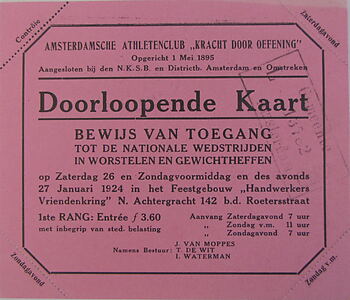 Contrôle
Zaterdagavond
AMSTERDAMSCHE ATHLETENCLUB „KRACHT DOOR OEFENING"
Opgericht 1 Mei 1895
Aangesloten bij den N.K.S.B. en Districtb. Amsterdam en Omstreken
Doorloopende Kaart
BEWIJS VAN TOEGANG
TOT DE NATIONALE WEDSTRIJDEN
IN WORSTELEN EN GEWICHTHEFFEN
op Zaterdag 26 en Zondagvoormiddag en des avonds
27 Januari 1924 in het Feestgebouw „Handwerkers
Vriendenkring" N. Achtergracht 142 b.d. Roetersstraat
1ste RANG: Entrée ƒ 3.60
met inbegrip van sted. belasting
Aanvang Zaterdagavond 7 uur
„ Zondag v.m. 11 uur
„ Zondagavond 7 uur
Namens Bestuur:
J. VAN MOPPES
T. DE WIT
I. WATERMAN
Zondagavond
Zondag v.m.